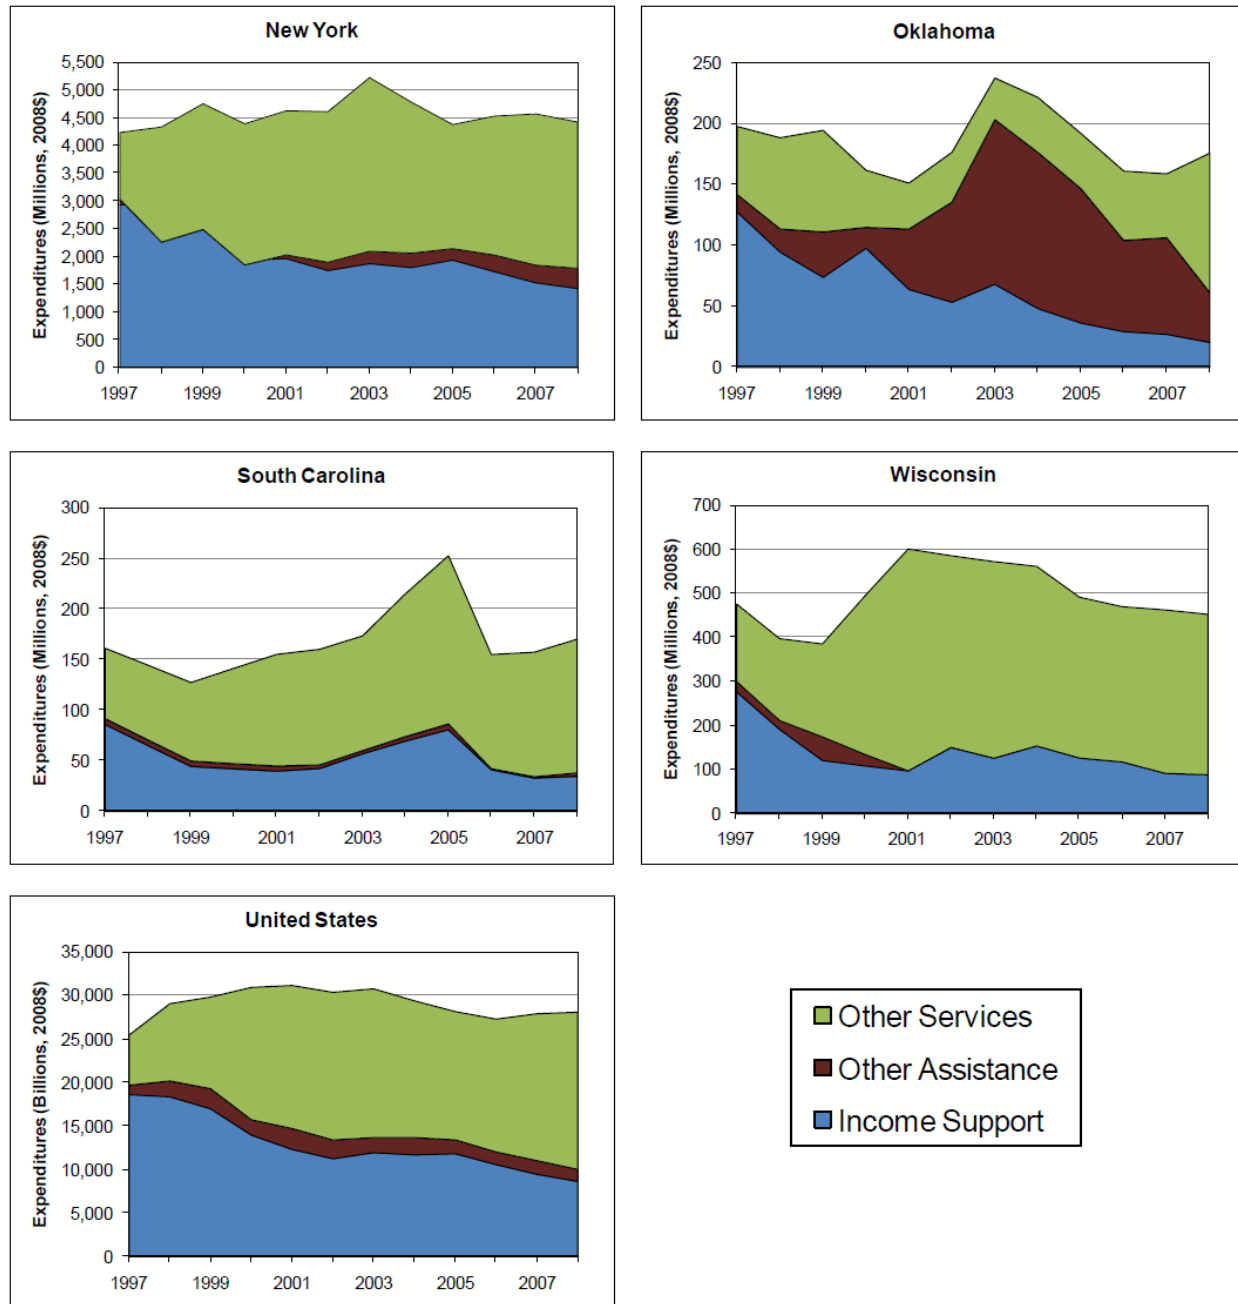 New York
Expenditures (Millions, 2008$)
5,500
5,000
4,500
4,000
3,500
3,000
2,500
2,000
1,500
1,000
500
0
1997 1999 2001 2003 2005 2007
Oklahoma
Expenditures (Millions, 2008$)
250
200
150
100
50
0
1997 1999 2001 2003 2005 2007
South Carolina
Expenditures (Millions, 2008$)
300
250
200
150
100
50
0
1997 1999 2001 2003 2005 2007
Wisconsin
Expenditures (Millions, 2008$)
700
600
500
400
300
200
100
0
1997 1999 2001 2003 2005 2007
United States
Expenditures (Billions, 2008$)
35,000
30,000
25,000
20,000
15,000
10,000
5,000
0
1997 1999 2001 2003 2005 2007
Other Services
Other Assistance
Income Support